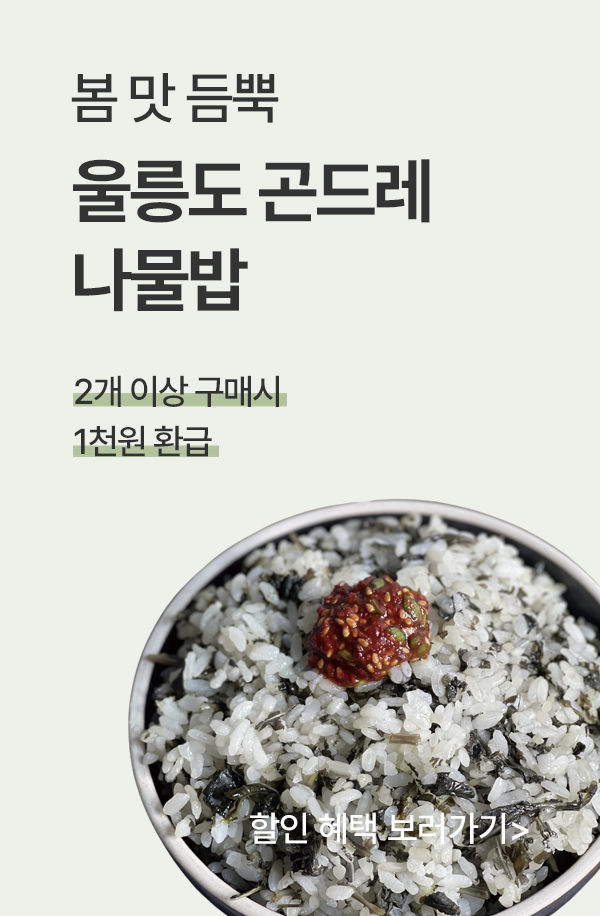 봄 맛 듬뿍
울릉도 곤드레
나물밥
2개 이상 구매시
1천원 환급
할인 혜택 보러가기>